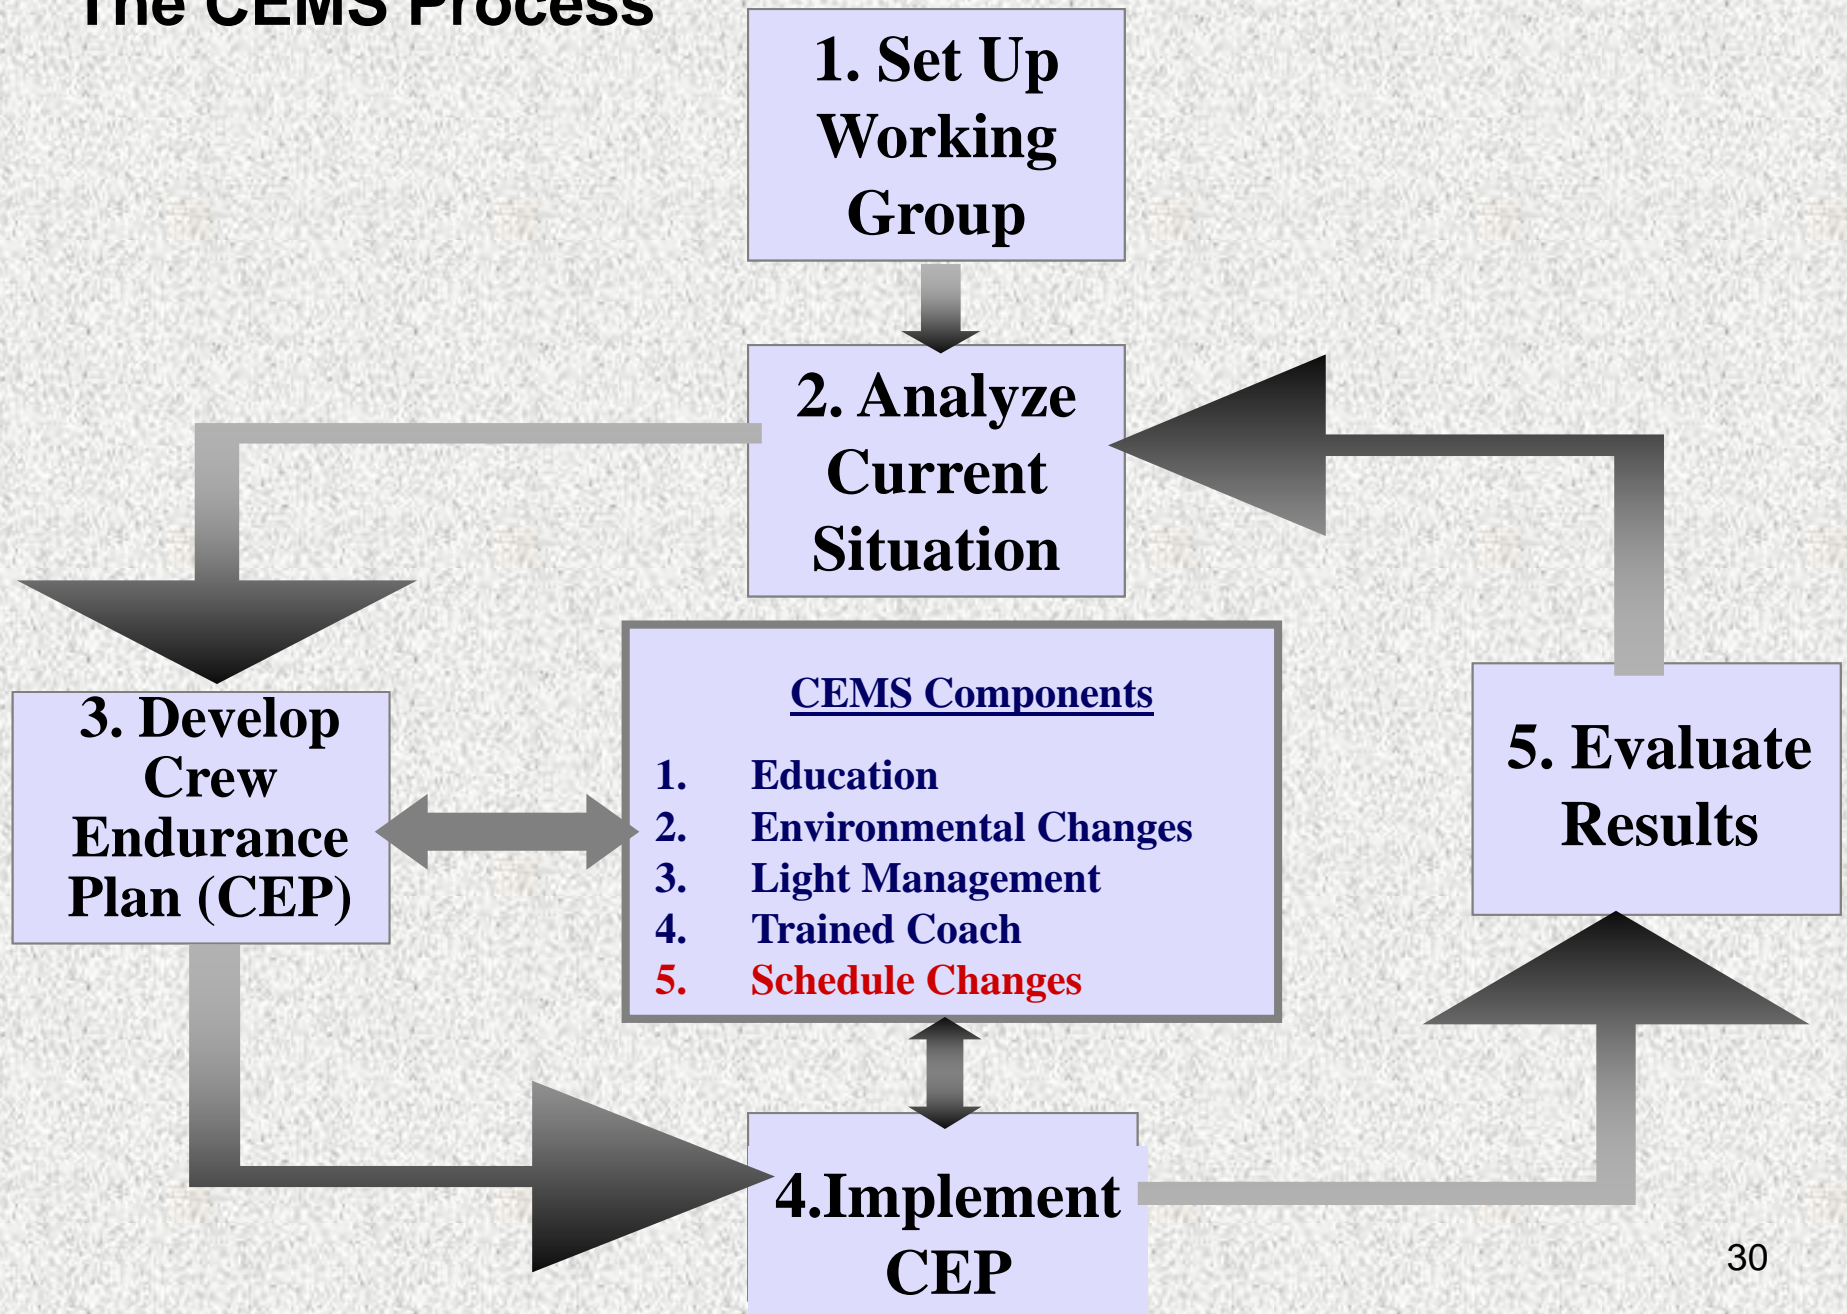 The CEMS Process
1. Set Up
Working
Group
2. Analyze
Current
Situation
3. Develop
Crew
Endurance
Plan (CEP)
CEMS Components
1. Education
2. Environmental Changes
3. Light Management
4. Trained Coach
5. Schedule Changes
5. Evaluate
Results
4.Implement
CEP
30